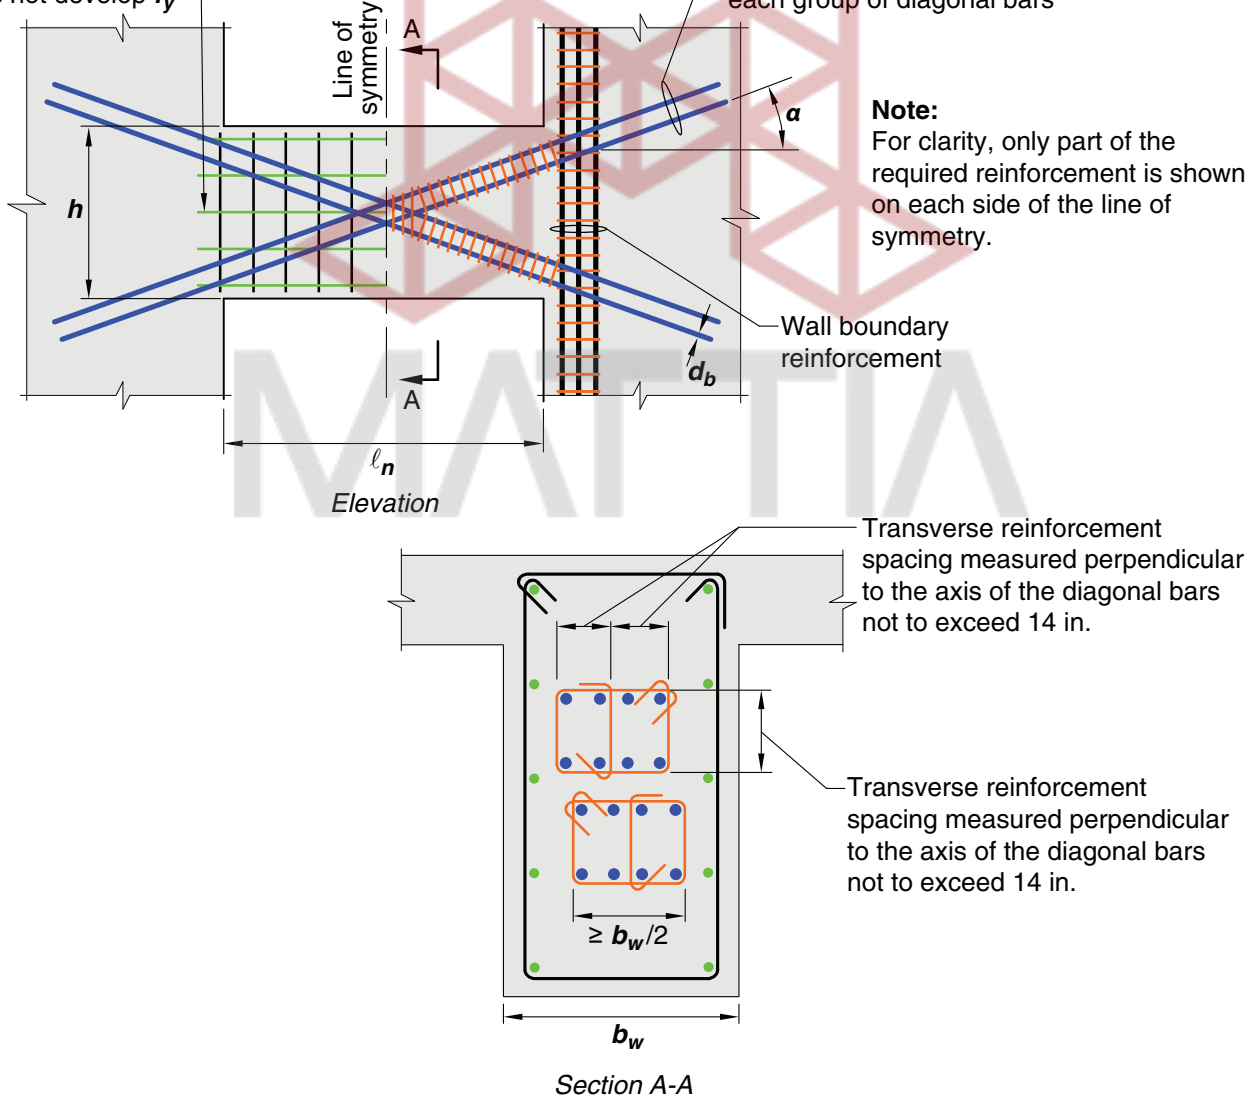 not develop fy
each group of diagonal bars
Line of
symmetry
A
α
Note:
For clarity, only part of the
required reinforcement is shown
on each side of the line of
symmetry.
h
Wall boundary
reinforcement
db
A
ℓn
Elevation
MATTIA
Transverse reinforcement
spacing measured perpendicular
to the axis of the diagonal bars
not to exceed 14 in.
Transverse reinforcement
spacing measured perpendicular
to the axis of the diagonal bars
not to exceed 14 in.
≥ bw/2
bw
Section A-A